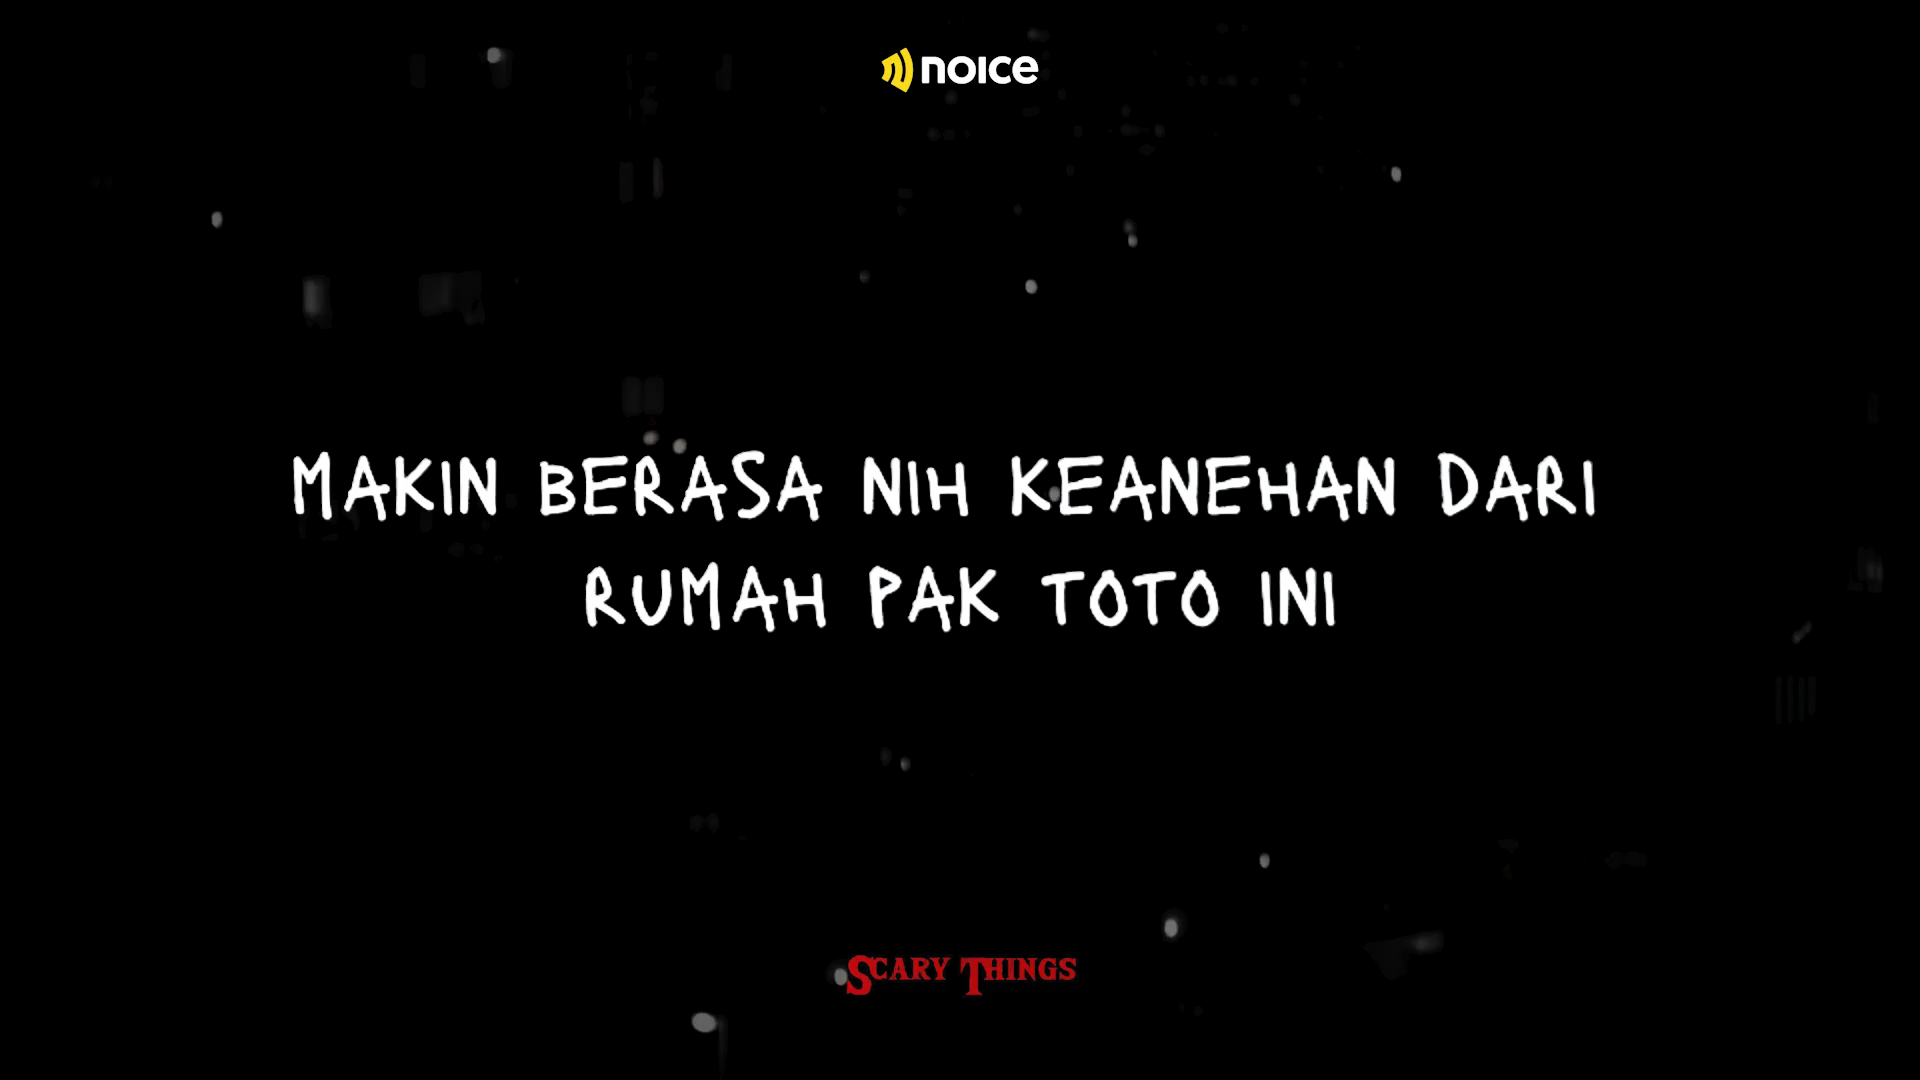 noice
MAKIN BERASA NIH KEANEHAN DARI
RUMAH PAK TOTO INI
SCARY THINGS